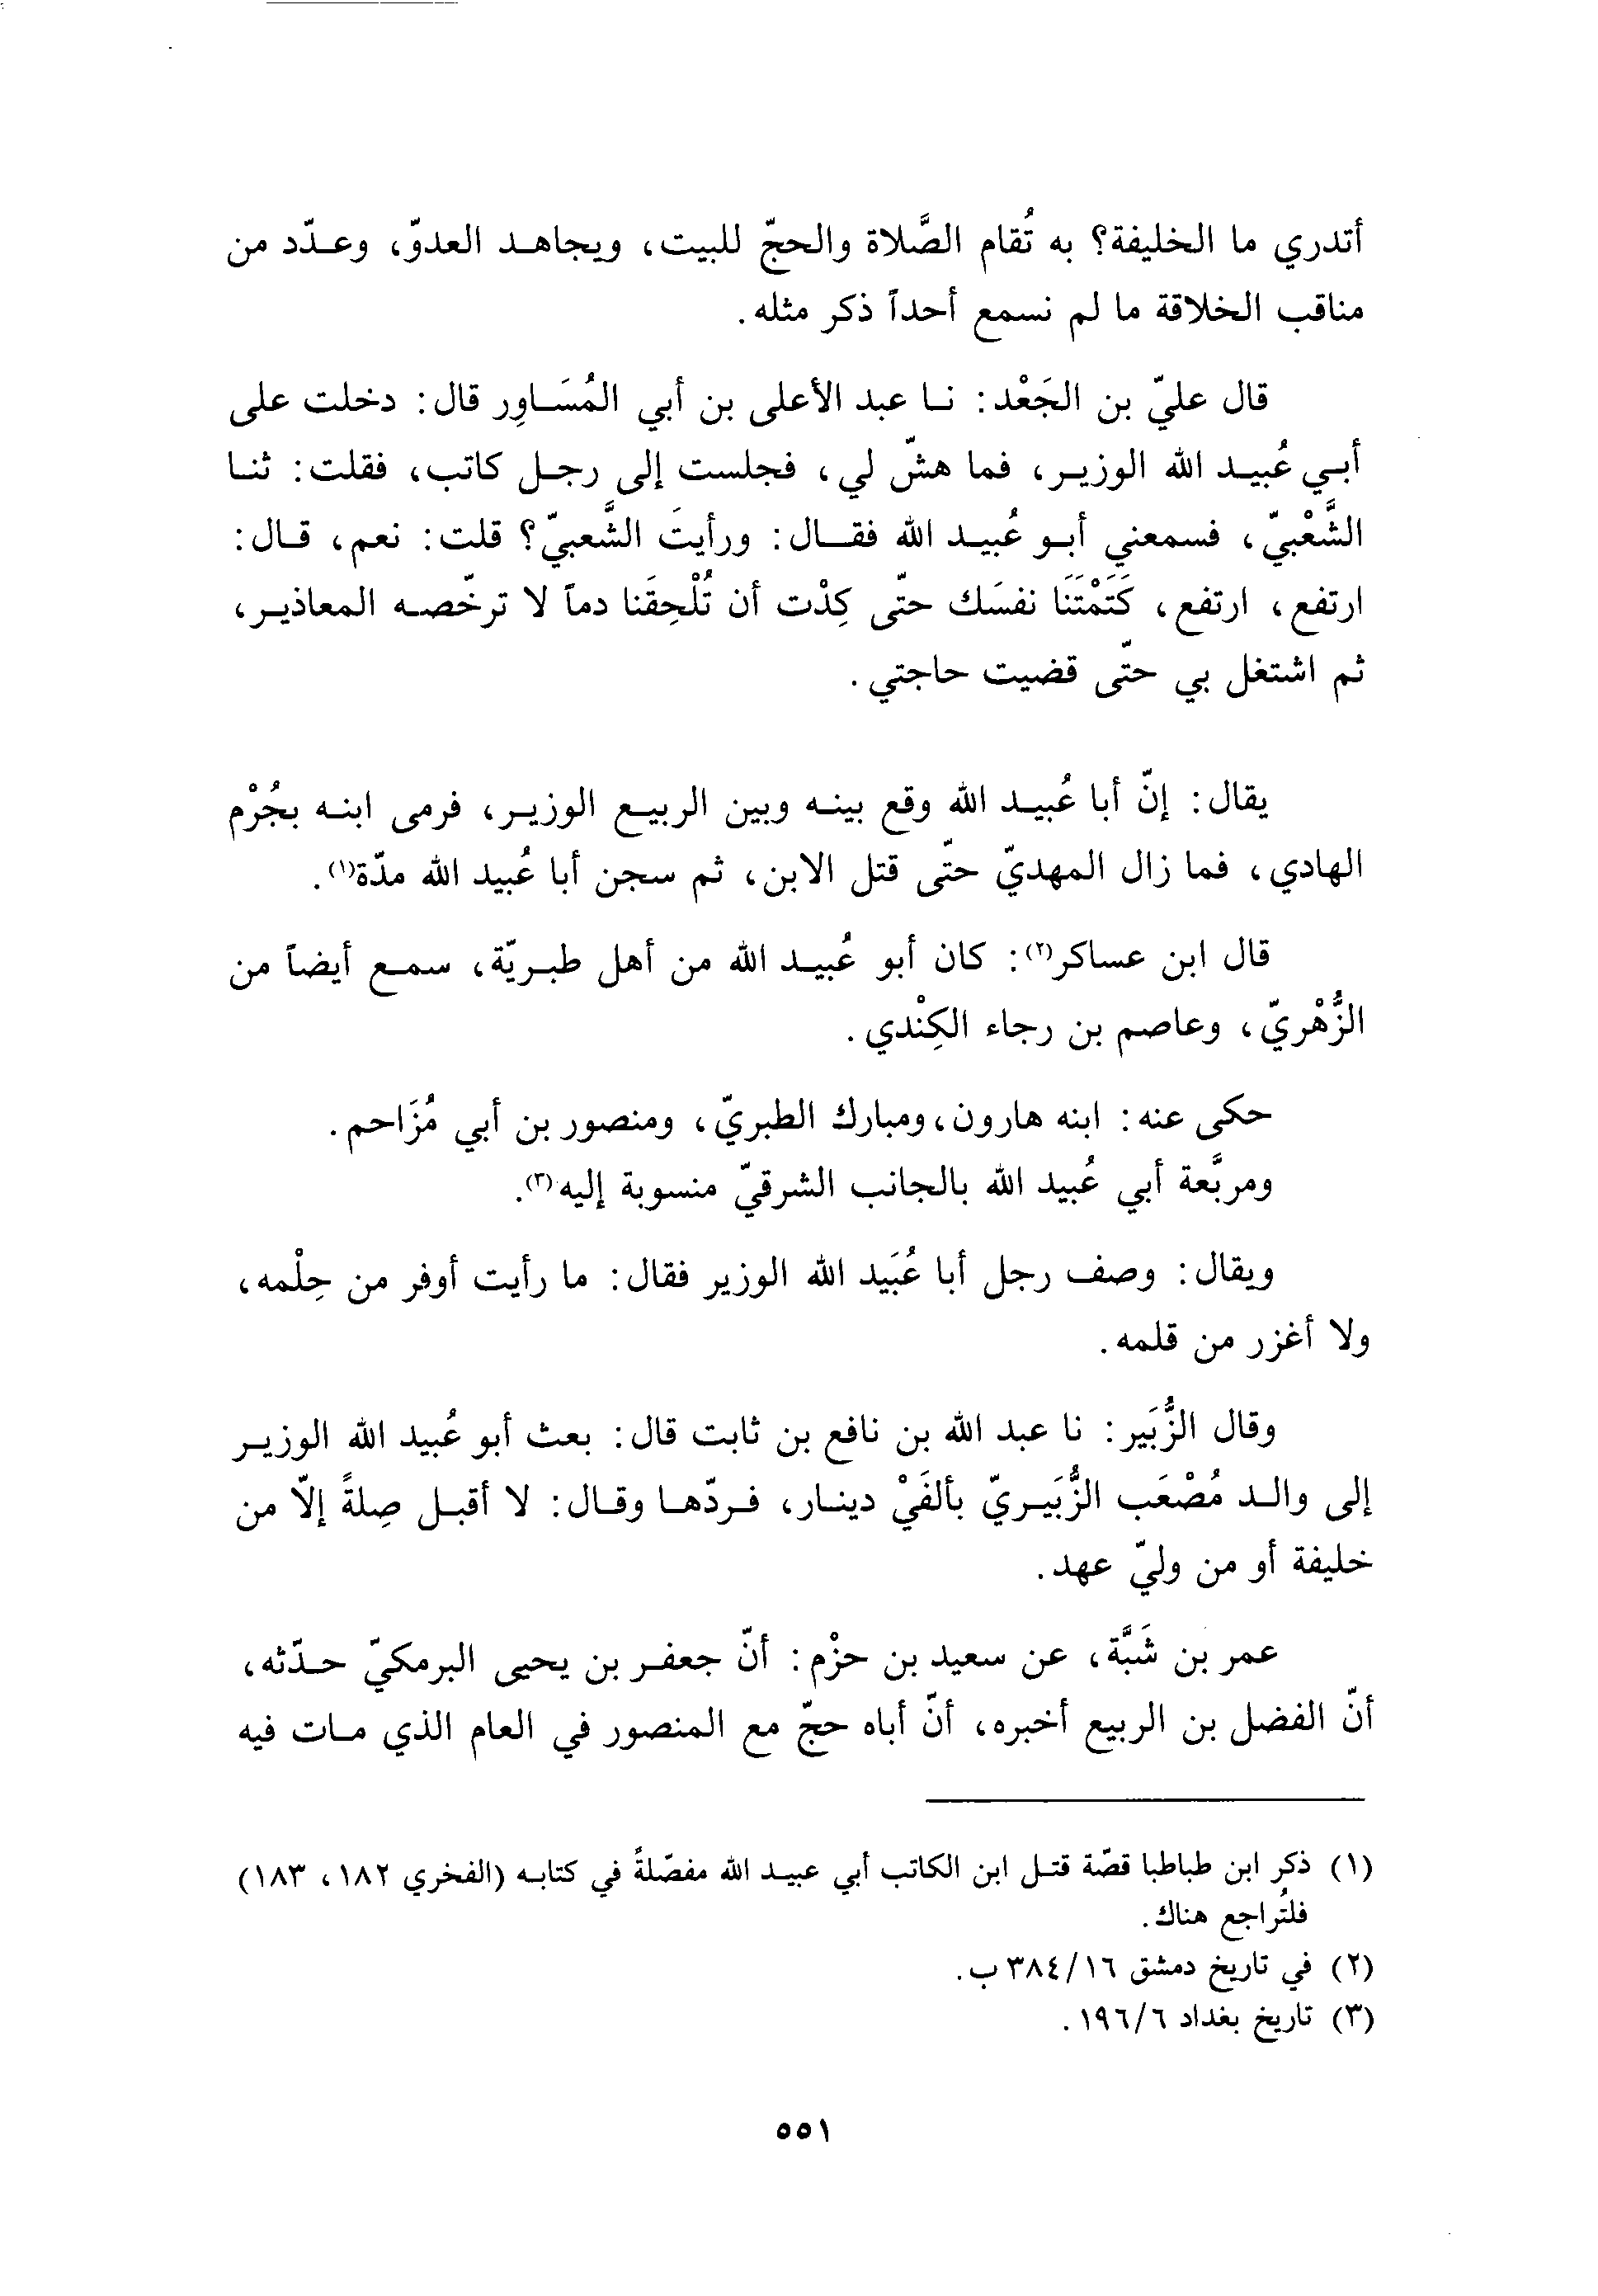 أتدري ما الخليفة؟ به تُقام الصَّلاة والحجّ للبيت، ويجاهد العدوّ، وعدّد من
مناقب الخلاقة ما لم نسمع أحداً ذكر مثله.
قال عليّ بن الجَعْد: نا عبد الأعلى بن أبي المُسَاوِر قال: دخلت على
أبي عُبيد الله الوزير، فما هشّ لي، فجلست إلى رجل كاتب، فقلت: ثنا
الشَّعْبيّ، فسمعني أبو عُبيد الله فقال: ورأيتَ الشَّعبيّ؟ قلت: نعم، قال:
ارتفع، ارتفع، كَتَمْتَنَا نفسَك حتّى كِدْت أن تُلْحِقَنا دماً لا ترخّصه المعاذير،
ثم اشتغل بي حتّى قضيت حاجتي.
يقال: إنّ أبا عُبيد الله وقع بينه وبين الربيع الوزير، فرمى ابنه بجُرْم
الهادي، فما زال المهديّ حتّى قتل الابن، ثم سجن أبا عُبيد الله مدّة(١).
قال ابن عساكر(٢): كان أبو عُبيد الله من أهل طبريّة، سمع أيضاً من
الزُّهْريّ، وعاصم بن رجاء الكِنْدي.
حكى عنه: ابنه هارون، ومبارك الطبريّ، ومنصور بن أبي مُزَاحم.
ومربَّعة أبي عُبيد الله بالجانب الشرقيّ منسوبة إليه(٣).
ويقال: وصف رجل أبا عُبَيد الله الوزير فقال: ما رأيت أوفر من حِلْمه،
ولا أغزر من قلمه.
وقال الزُّبَير: نا عبد الله بن نافع بن ثابت قال: بعث أبو عُبيد الله الوزير
إلى والد مُصْعَب الزُّبَيريّ بألفَيْ دينار، فردّها وقال: لا أقبل صِلةً إلّا من
خليفة أو من وليّ عهد.
عمر بن شَبَّة، عن سعيد بن حزْم: أنّ جعفر بن يحيى البرمكيّ حدّثه،
أنّ الفضل بن الربيع أخبره، أنّ أباه حجّ مع المنصور في العام الذي مات فيه
(١) ذكر ابن طباطبا قصّة قتل ابن الكاتب أبي عبيد الله مفصّلةً في كتابه (الفخري ١٨٢، ١٨٣)
فلتُراجع هناك.
(٢) في تاريخ دمشق ٣٨٤/١٦ ب.
(٣) تاريخ بغداد ١٩٦/٦.
٥٥١